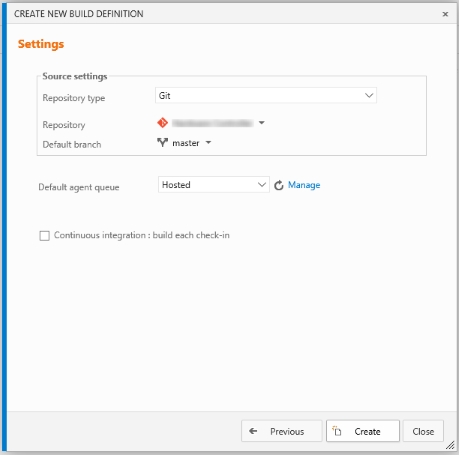 CREATE NEW BUILD DEFINITION ×
Settings
Source settings
Repository type Git
Repository
Default branch master
Default agent queue Hosted Manage
Continuous integration : build each check-in
Previous Create Close